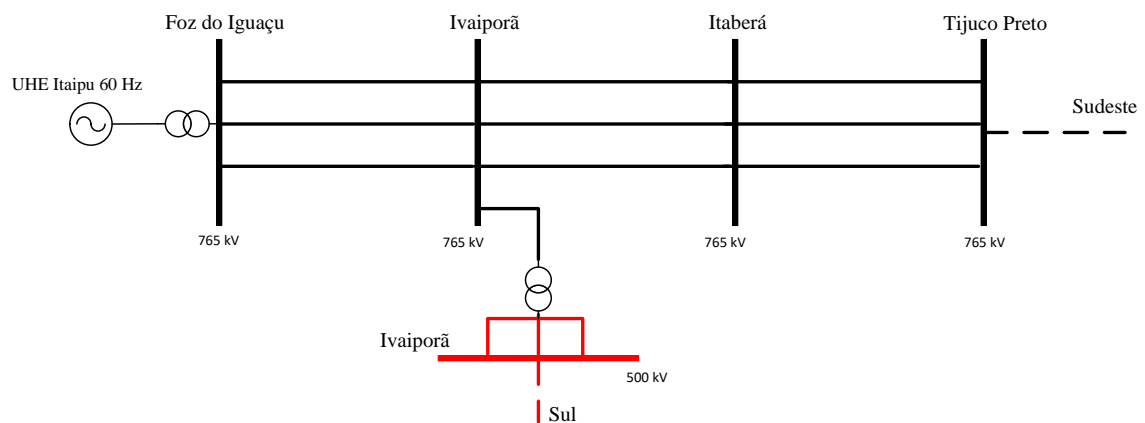 Foz do Iguaçu
Ivaiporã
Itaberá
Tijuco Preto
UHE Itaipu 60 Hz
Sudeste
765 kV
765 kV
765 kV
765 kV
Ivaiporã
500 kV
Sul